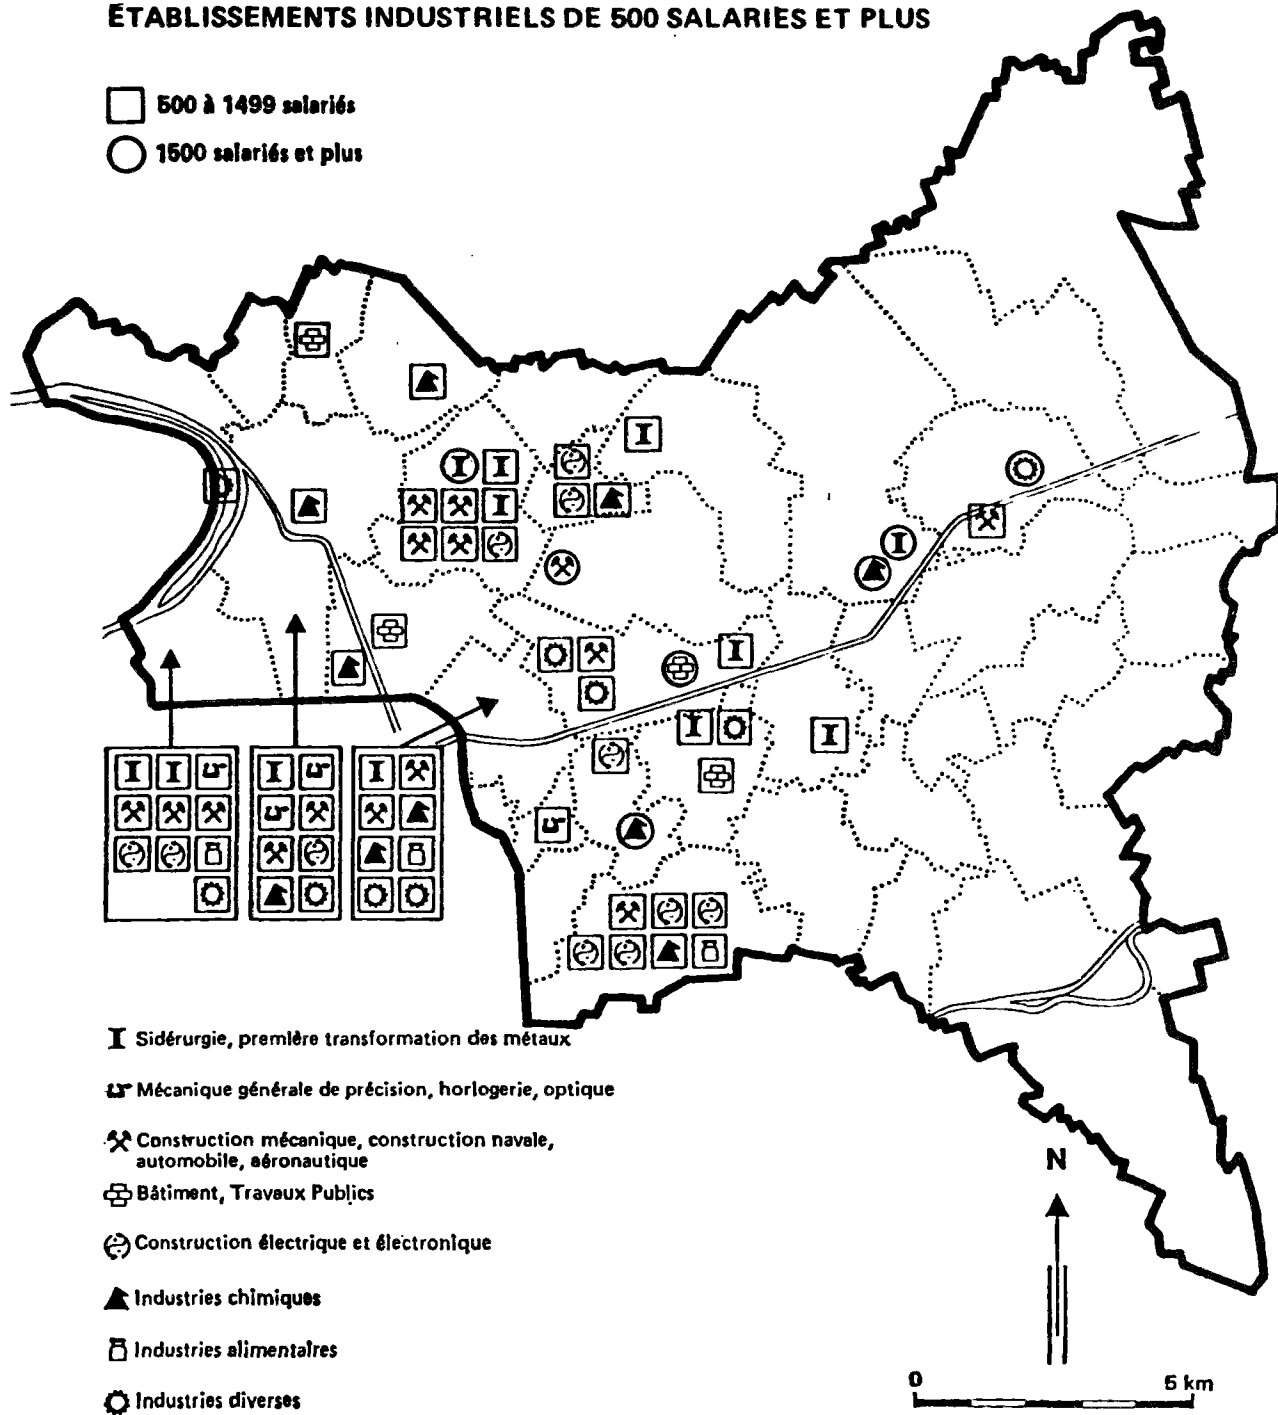 ÉTABLISSEMENTS INDUSTRIELS DE 500 SALARIÉS ET PLUS
500 à 1499 salariés
1500 salariés et plus
Sidérurgie, première transformation des métaux
Mécanique générale de précision, horlogerie, optique
Construction mécanique, construction navale,
automobile, aéronautique
N
Bâtiment, Travaux Publics
Construction électrique et électronique
Industries chimiques
Industries alimentaires
0 5 km
Industries diverses